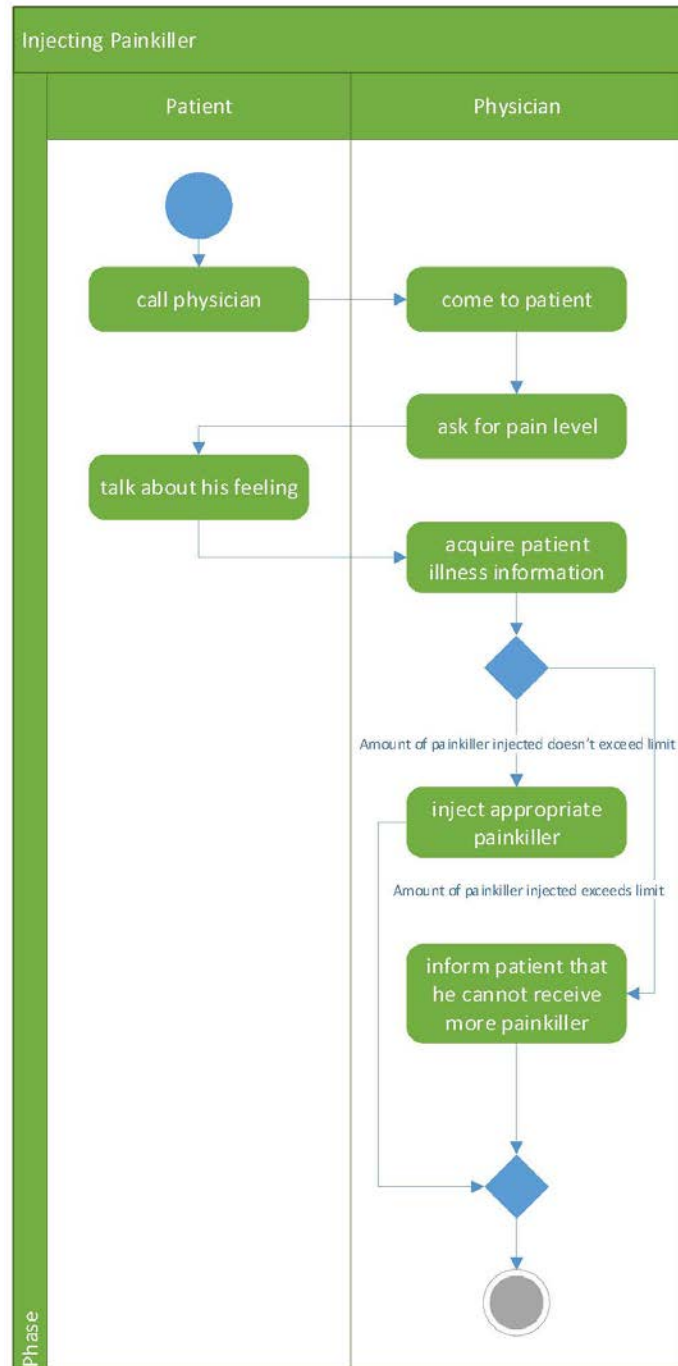 Injecting Painkiller
Patient
Physician
call physician
come to patient
ask for pain level
talk about his feeling
acquire patient
illness information
Amount of painkiller injected doesn't exceed limit
inject appropriate
painkiller
Amount of painkiller injected exceeds limit
inform patient that
he cannot receive
more painkiller
Phase